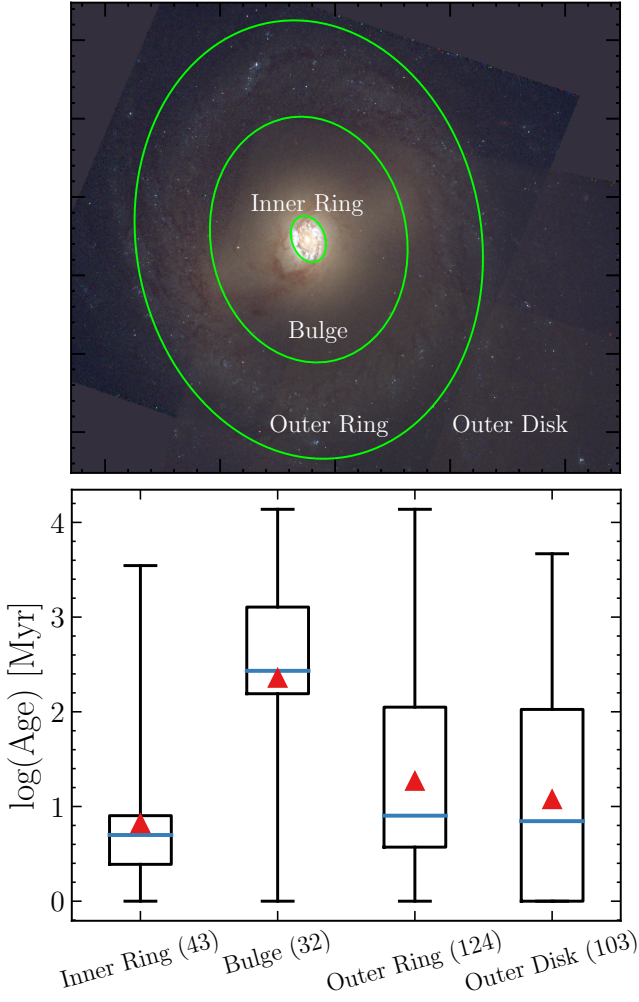 Inner Ring
Bulge
Outer Ring
Outer Disk
log(Age) [Myr]
4
3
2
1
0
Inner Ring (43)
Bulge (32)
Outer Ring (124)
Outer Disk (103)